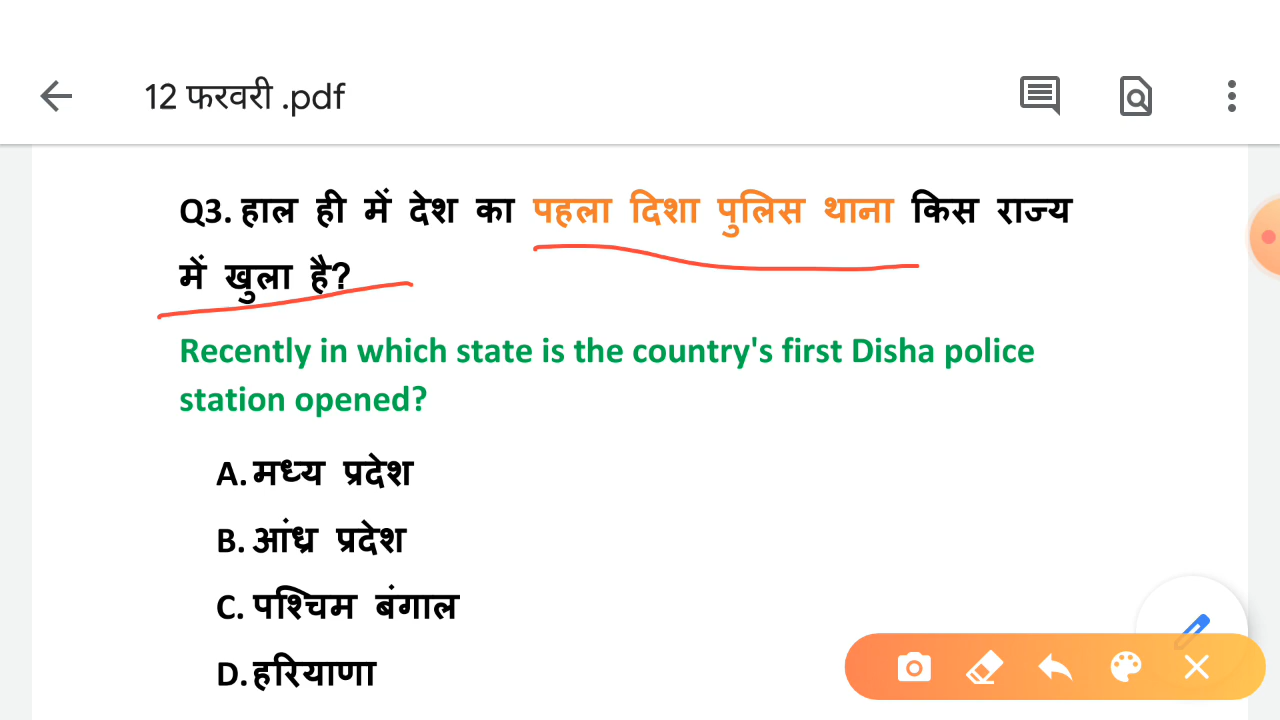 12 फरवरी .pdf
Q3. हाल ही में देश का पहला दिशा पुलिस थाना किस राज्य
में खुला है?
Recently in which state is the country's first Disha police
station opened?
A. मध्य प्रदेश
B. आंध्र प्रदेश
C. पश्चिम बंगाल
D. हरियाणा